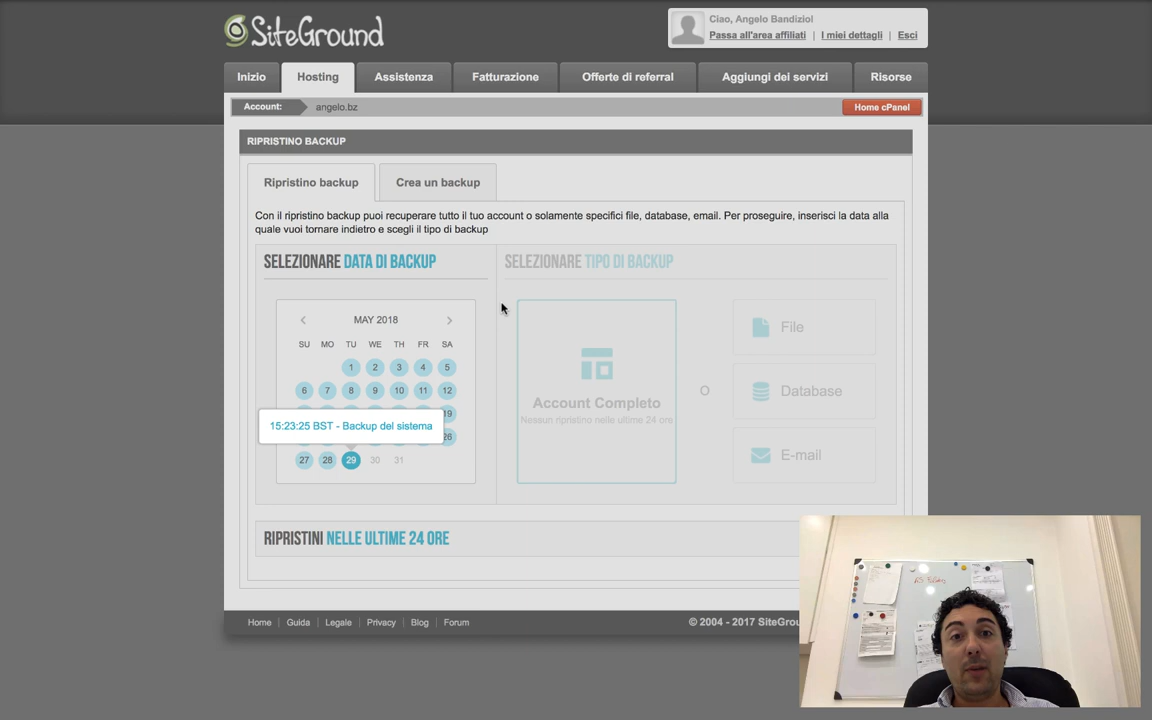 SiteGround
Ciao, Angelo Bandiziol
Passa all'area affiliati | I miei dettagli | Esci
Inizio
Hosting
Assistenza
Fatturazione
Offerte di referral
Aggiungi dei servizi
Risorse
Account:
angelo.bz
Home cPanel
RIPRISTINO BACKUP
Ripristino backup
Crea un backup
Con il ripristino backup puoi recuperare tutto il tuo account o solamente specifici file, database, email. Per proseguire, inserisci la data alla
quale vuoi tornare indietro e scegli il tipo di backup
SELEZIONARE DATA DI BACKUP
MAY 2018
SU MO TU WE TH FR SA
1 2 3 4 5
6 7 8 9 10 11 12
19
15:23:25 BST - Backup del sistema
26
27 28 29 30 31
SELEZIONARE TIPO DI BACKUP
Account Completo
Nessun ripristino nelle ultime 24 ore
O
File
Database
E-mail
RIPRISTINI NELLE ULTIME 24 ORE
Home | Guida | Legale | Privacy | Blog | Forum
© 2004 - 2017 SiteGrou